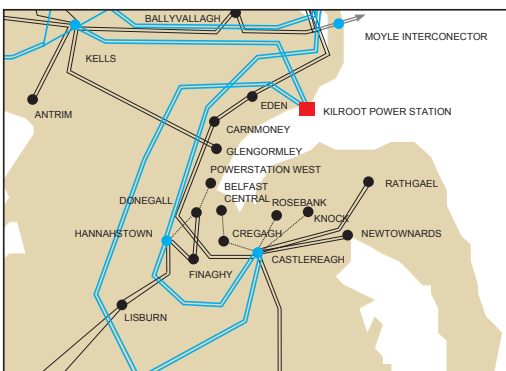 BALLYVALLAGH
MOYLE INTERCONECTOR
KELLS
EDEN
KILROOT POWER STATION
ANTRIM
CARNMONEY
GLENGORMLEY
POWERSTATION WEST
BELFAST
CENTRAL
RATHGAEL
DONEGALL
ROSEBANK
KNOCK
HANNAHSTOWN
CREGAGH
NEWTOWNARDS
CASTLEREAGH
FINAGHY
LISBURN